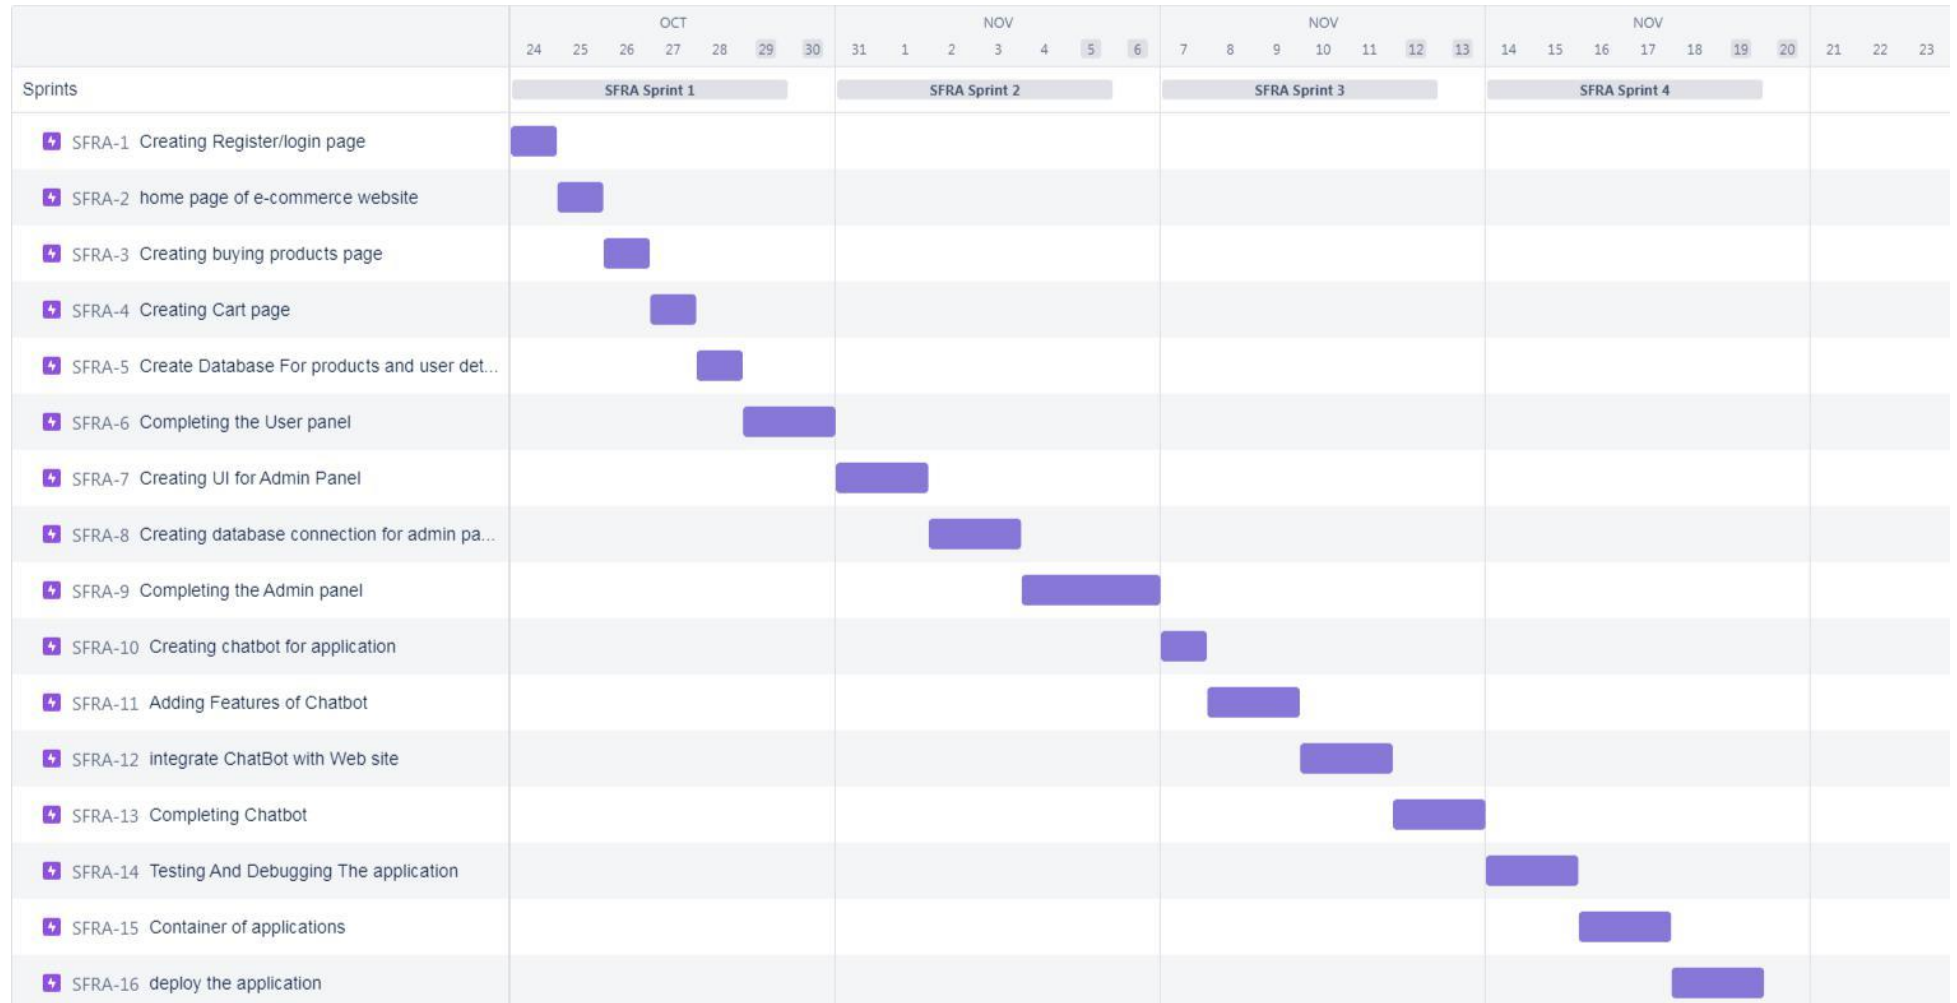 OCT NOV NOV NOV
24 25 26 27 28 29 30 31 1 2 3 4 5 6 7 8 9 10 11 12 13 14 15 16 17 18 19 20 21 22 23
Sprints SFRA Sprint 1 SFRA Sprint 2 SFRA Sprint 3 SFRA Sprint 4
SFRA-1 Creating Register/login page
SFRA-2 home page of e-commerce website
SFRA-3 Creating buying products page
SFRA-4 Creating Cart page
SFRA-5 Create Database For products and user det...
SFRA-6 Completing the User panel
SFRA-7 Creating UI for Admin Panel
SFRA-8 Creating database connection for admin pa...
SFRA-9 Completing the Admin panel
SFRA-10 Creating chatbot for application
SFRA-11 Adding Features of Chatbot
SFRA-12 integrate ChatBot with Web site
SFRA-13 Completing Chatbot
SFRA-14 Testing And Debugging The application
SFRA-15 Container of applications
SFRA-16 deploy the application